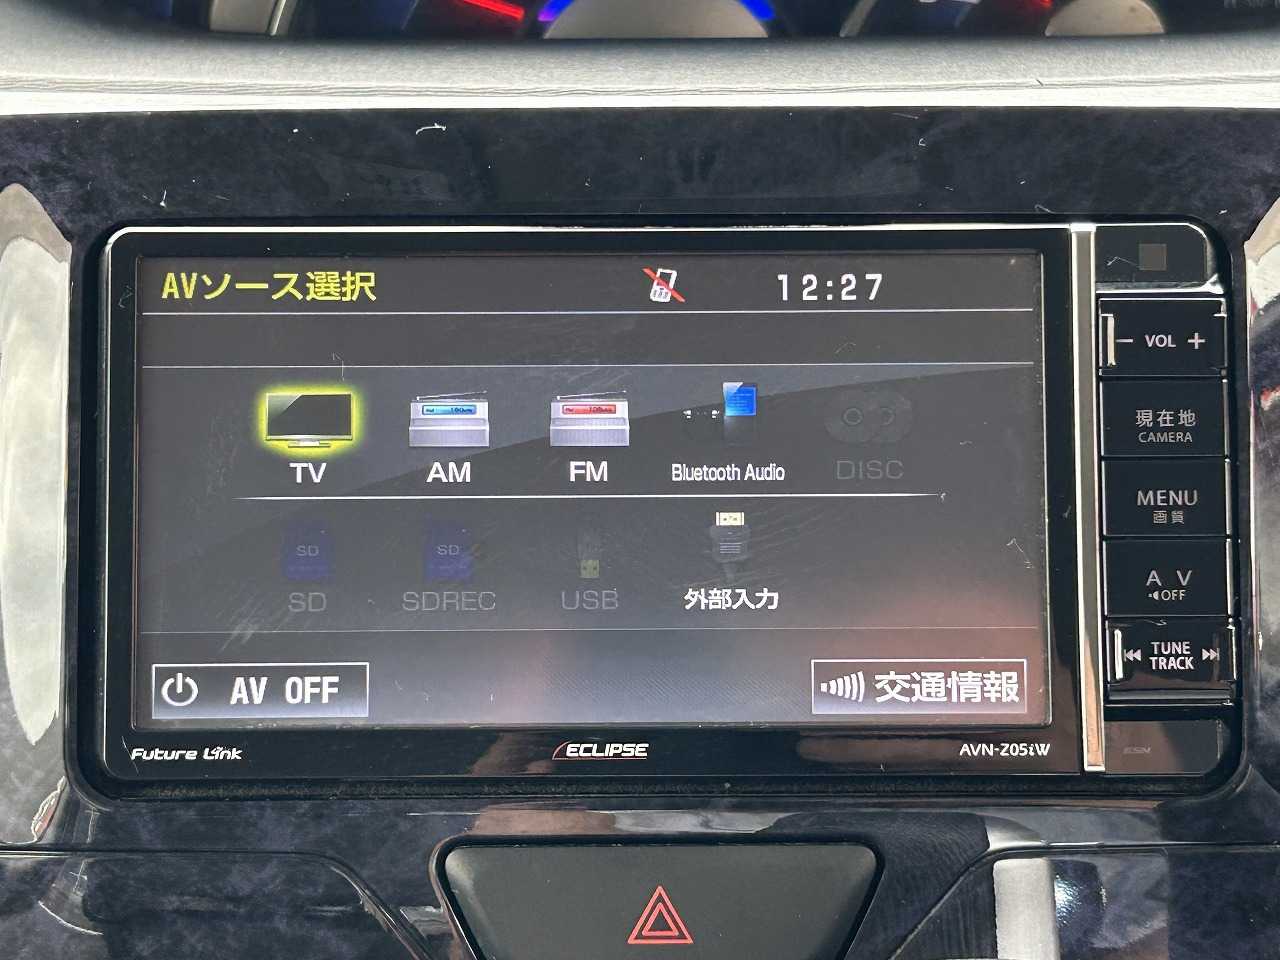 AVソース選択
12:27
TV
AM
FM
Bluetooth Audio
DISC
SD
SD
SD
SDREC
USB
外部入力
AV OFF
交通情報
Future Link
ECLIPSE
AVN-Z05iW
− VOL +
現在地
CAMERA
MENU
画質
A V
OFF
TUNE
TRACK